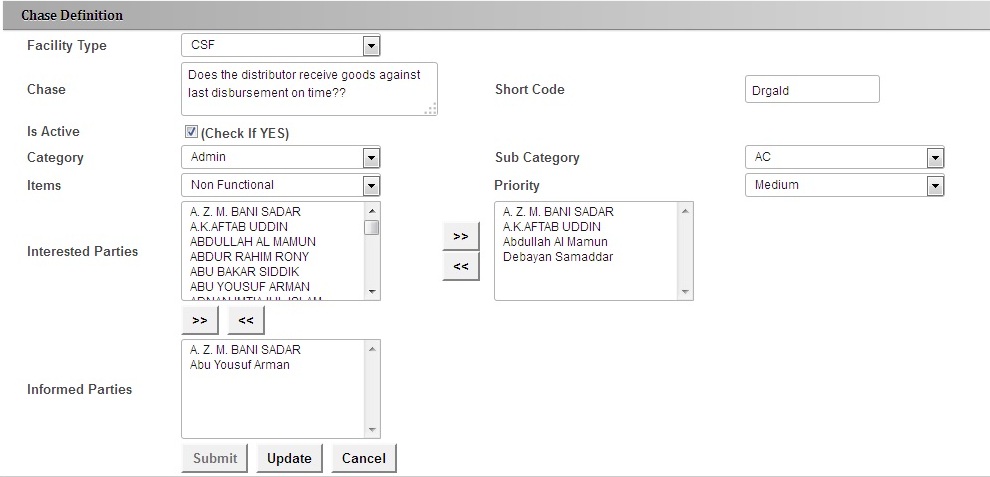 Chase Definition
Facility Type CSF
Chase Does the distributor receive goods against
last disbursement on time??
Short Code Drgald
Is Active (Check If YES)
Category Admin Sub Category AC
Items Non Functional Priority Medium
Interested Parties
A. Z. M. BANI SADAR
A.K.AFTAB UDDIN
ABDULLAH AL MAMUN
ABDUR RAHIM RONY
ABU BAKAR SIDDIK
ABU YOUSUF ARMAN
>>
<<
A. Z. M. BANI SADAR
A.K.AFTAB UDDIN
Abdullah Al Mamun
Debayan Samaddar
>> <<
Informed Parties
A. Z. M. BANI SADAR
Abu Yousuf Arman
Submit Update Cancel